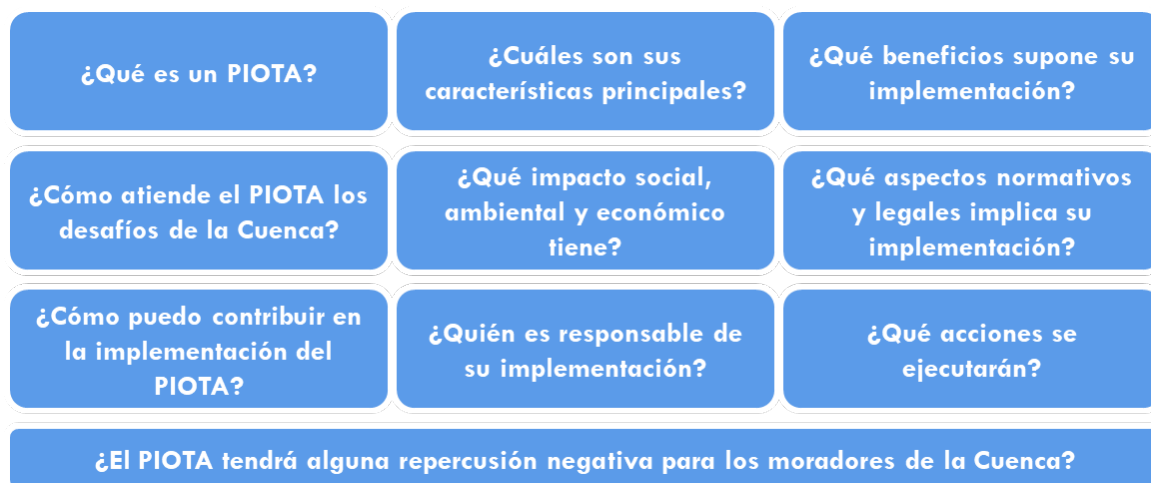 ¿Qué es un PIOTA?
¿Cuáles son sus
características principales?
¿Qué beneficios supone su
implementación?
¿Cómo atiende el PIOTA los
desafíos de la Cuenca?
¿Qué impacto social,
ambiental y económico
tiene?
¿Qué aspectos normativos
y legales implica su
implementación?
¿Cómo puedo contribuir en
la implementación del
PIOTA?
¿Quién es responsable de
su implementación?
¿Qué acciones se
ejecutarán?
¿El PIOTA tendrá alguna repercusión negativa para los moradores de la Cuenca?